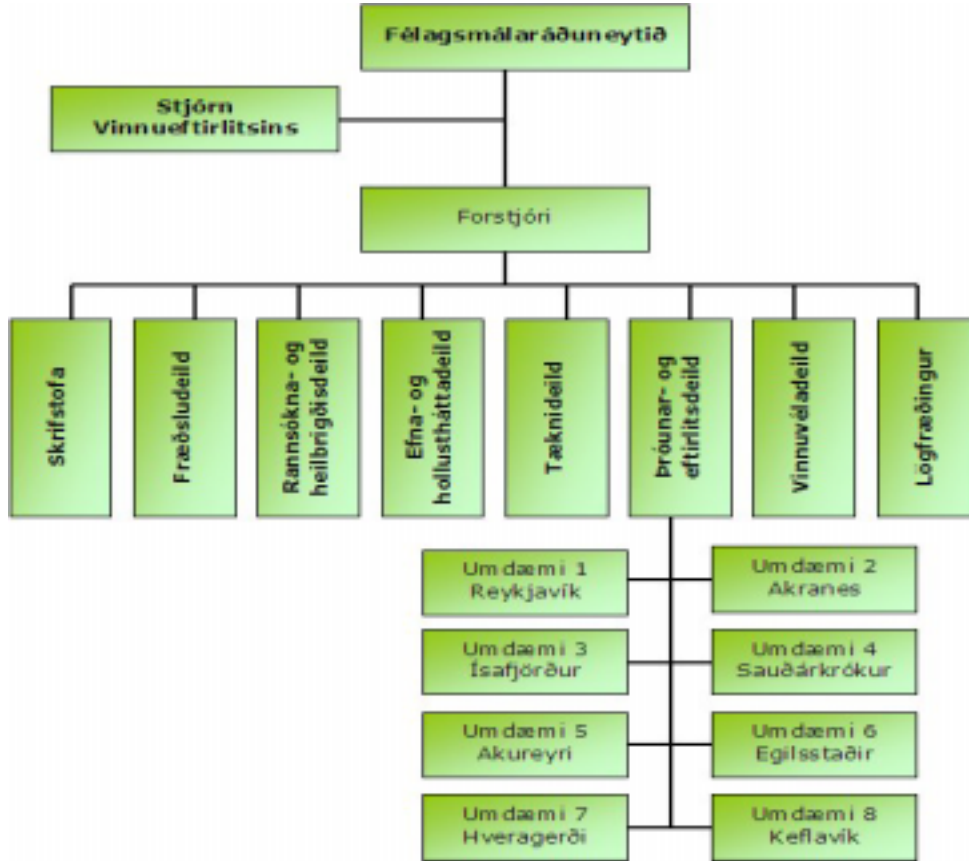 Félagsmálaráðuneytið
Stjórn
Vinnueftirlitsins
Forstjóri
Skrifstofa
Fræðsludeild
Rannsókna- og
heilbrigðisdeild
Efna- og
hollustháttadeild
Tæknideild
Þróunar- og
eftirlitsdeild
Vinnuvéladeild
Lögfræðingur
Umdæmi 1
Reykjavík
Umdæmi 2
Akranes
Umdæmi 3
Ísafjörður
Umdæmi 4
Sauðárkrókur
Umdæmi 5
Akureyri
Umdæmi 6
Egilsstaðir
Umdæmi 7
Hveragerði
Umdæmi 8
Keflavík